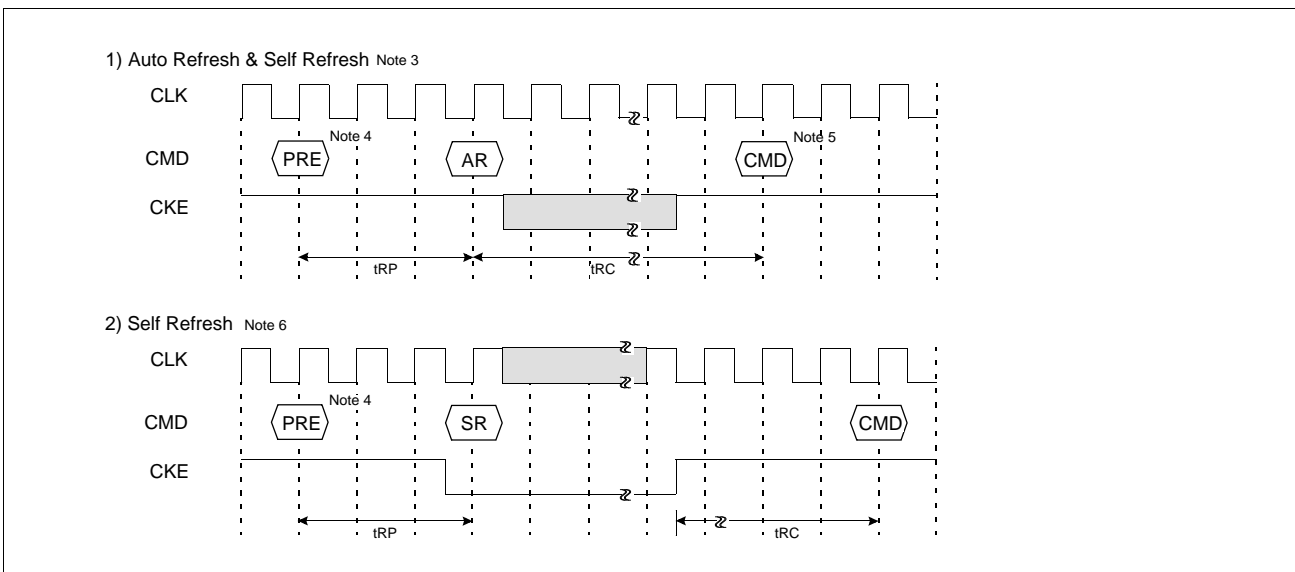 1) Auto Refresh & Self Refresh Note 3
CLK
CMD
PRE
Note 4
AR
CMD
Note 5
CKE
tRP
tRC
2) Self Refresh Note 6
CLK
CMD
PRE
Note 4
SR
CMD
CKE
tRP
tRC